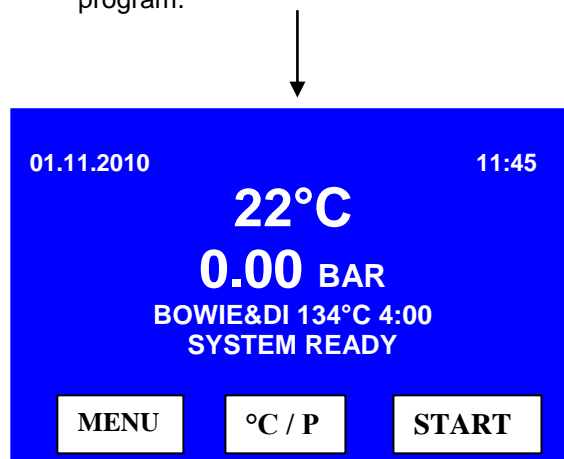 program.
01.11.2010 11:45
22°C
0.00 BAR
BOWIE&DI 134°C 4:00
SYSTEM READY
MENU °C / P START